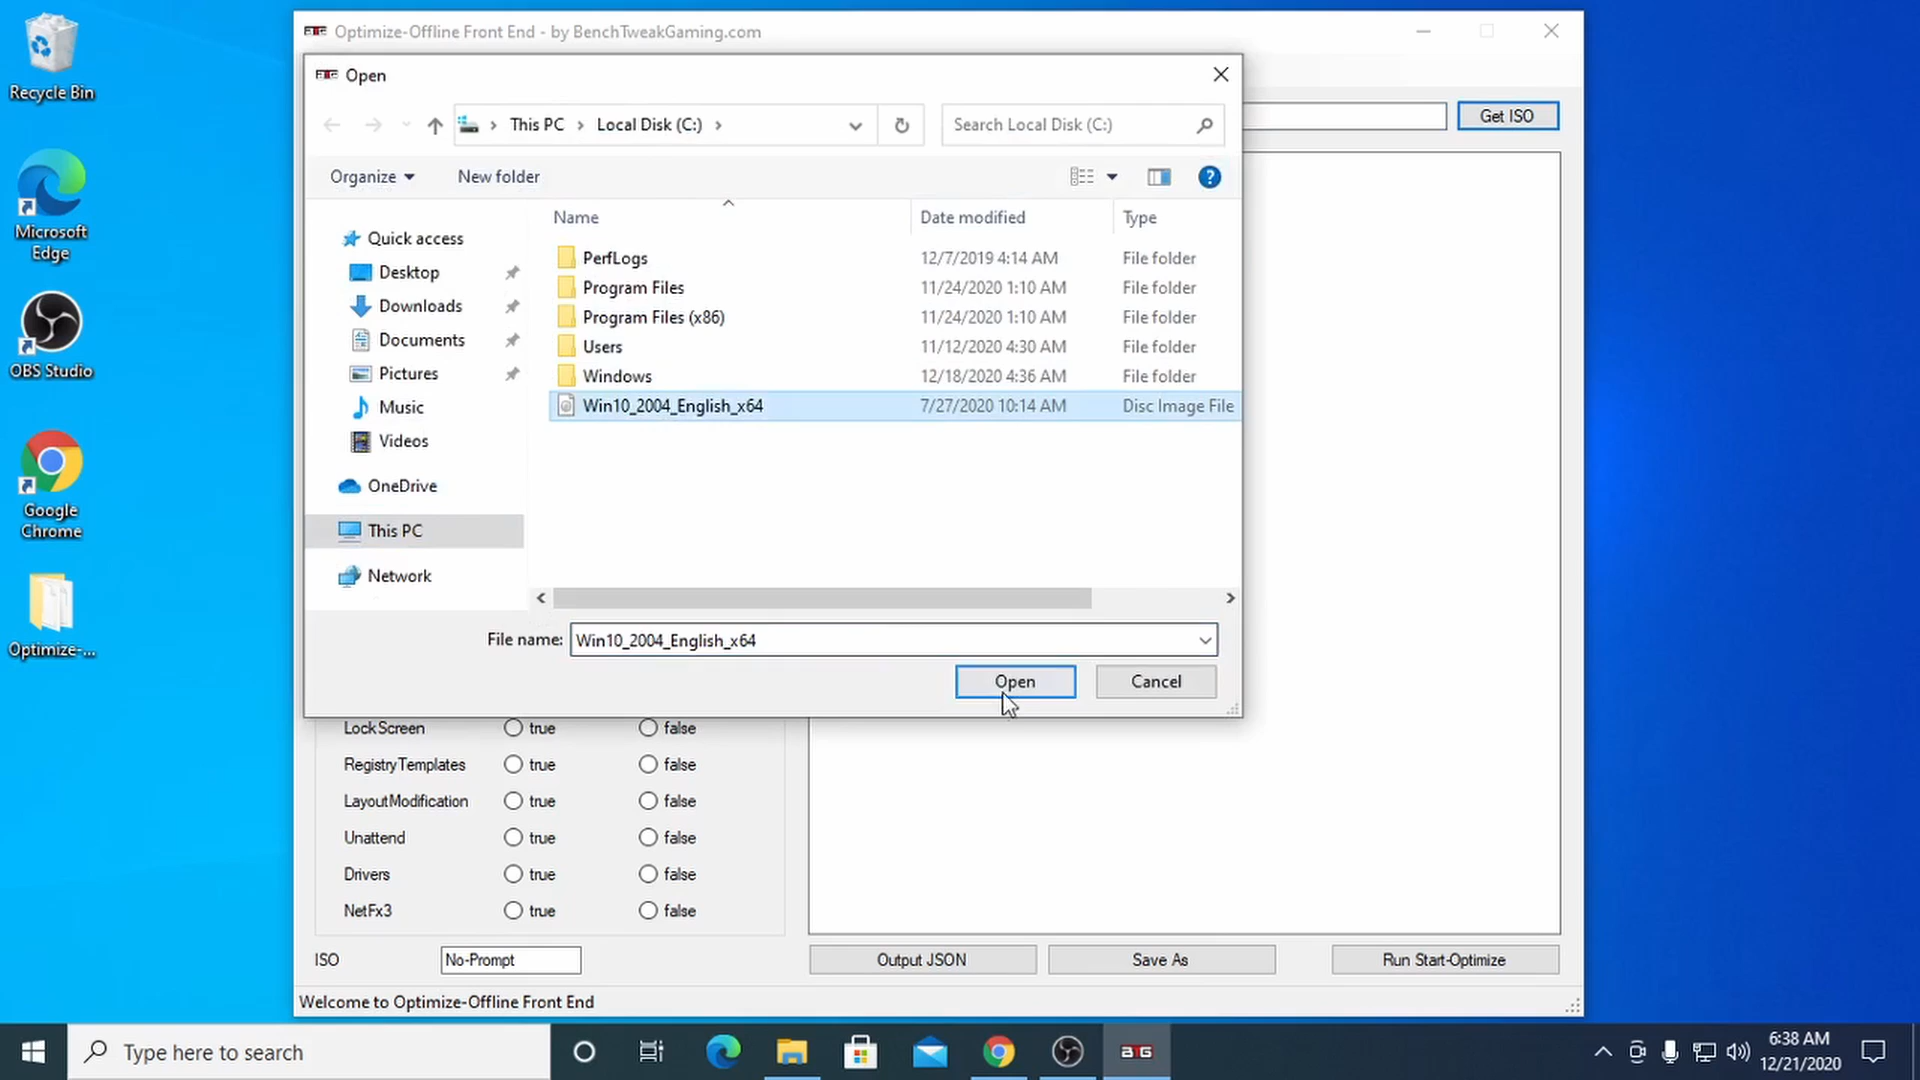 Recycle Bin
Microsoft
Edge
OBS Studio
Google
Chrome
Optimize-...
Optimize-Offline Front End - by BenchTweakGaming.com
Get ISO
Open
This PC
Local Disk (C:)
Search Local Disk (C:)
Organize
New folder
Quick access
Desktop
Downloads
Documents
Pictures
Music
Videos
OneDrive
This PC
Network
Name Date modified Type
PerfLogs 12/7/2019 4:14 AM File folder
Program Files 11/24/2020 1:10 AM File folder
Program Files (x86) 11/24/2020 1:10 AM File folder
Users 11/12/2020 4:30 AM File folder
Windows 12/18/2020 4:36 AM File folder
Win10_2004_English_x64 7/27/2020 10:14 AM Disc Image File
File name: Win10_2004_English_x64
Open Cancel
LockScreen true false
RegistryTemplates true false
LayoutModification true false
Unattend true false
Drivers true false
NetFx3 true false
ISO No-Prompt
Output JSON Save As Run Start-Optimize
Welcome to Optimize-Offline Front End
Type here to search
BTG
6:38 AM
12/21/2020